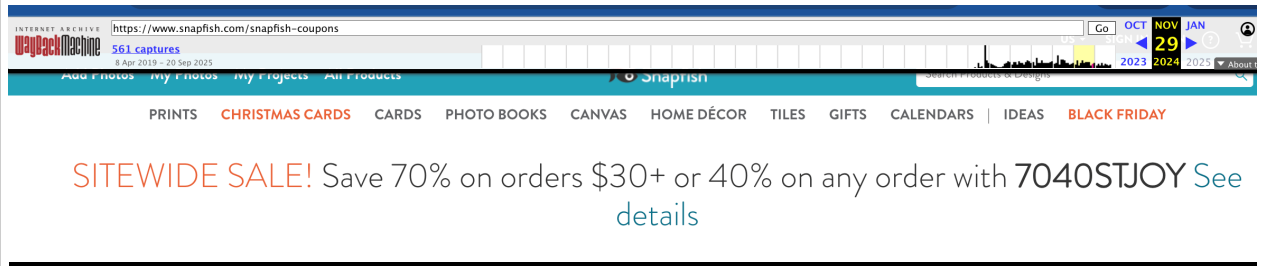 INTERNET ARCHIVE
WayBackMachine
https://www.snapfish.com/snapfish-coupons
Go
OCT NOV JAN
561 captures
29
8 Apr 2019 – 20 Sep 2025
2023 2024 2025
▼ About t
Add Photos My Photos My Projects All Products
Snapfish
Search Products & Designs
PRINTS CHRISTMAS CARDS CARDS PHOTO BOOKS CANVAS HOME DÉCOR TILES GIFTS CALENDARS | IDEAS BLACK FRIDAY
SITEWIDE SALE! Save 70% on orders $30+ or 40% on any order with 7040STJOY See
details